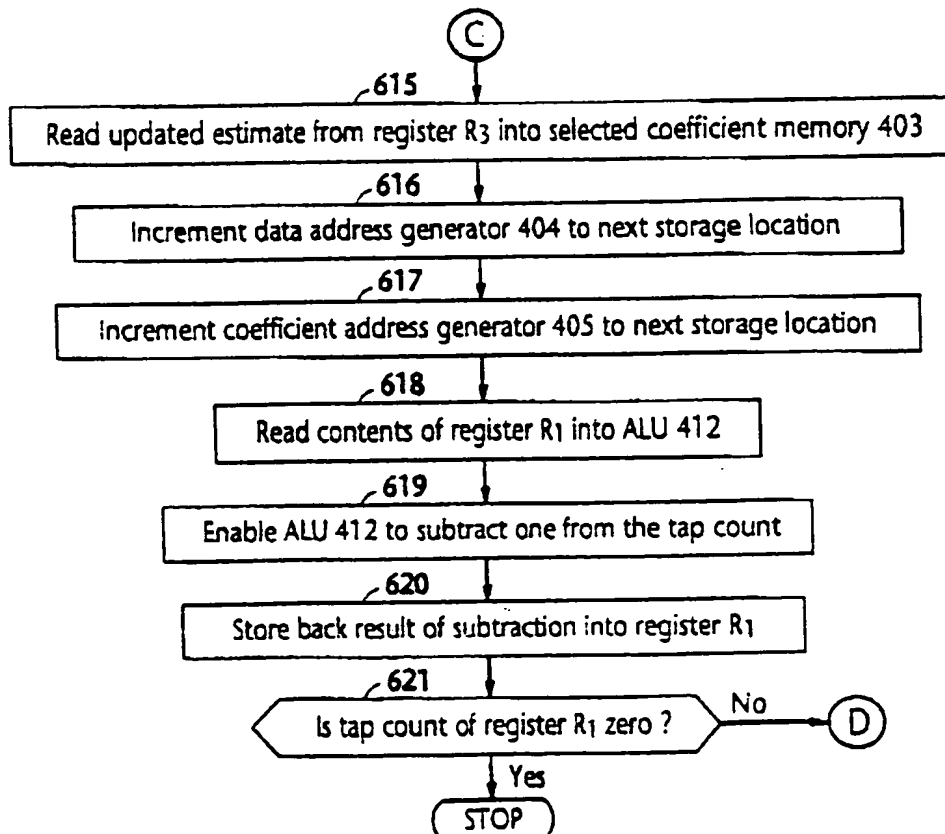 C
615
Read updated estimate from register R3 into selected coefficient memory 403
616
Increment data address generator 404 to next storage location
617
Increment coefficient address generator 405 to next storage location
618
Read contents of register R1 into ALU 412
619
Enable ALU 412 to subtract one from the tap count
620
Store back result of subtraction into register R1
621
Is tap count of register R1 zero ?
No
D
Yes
STOP